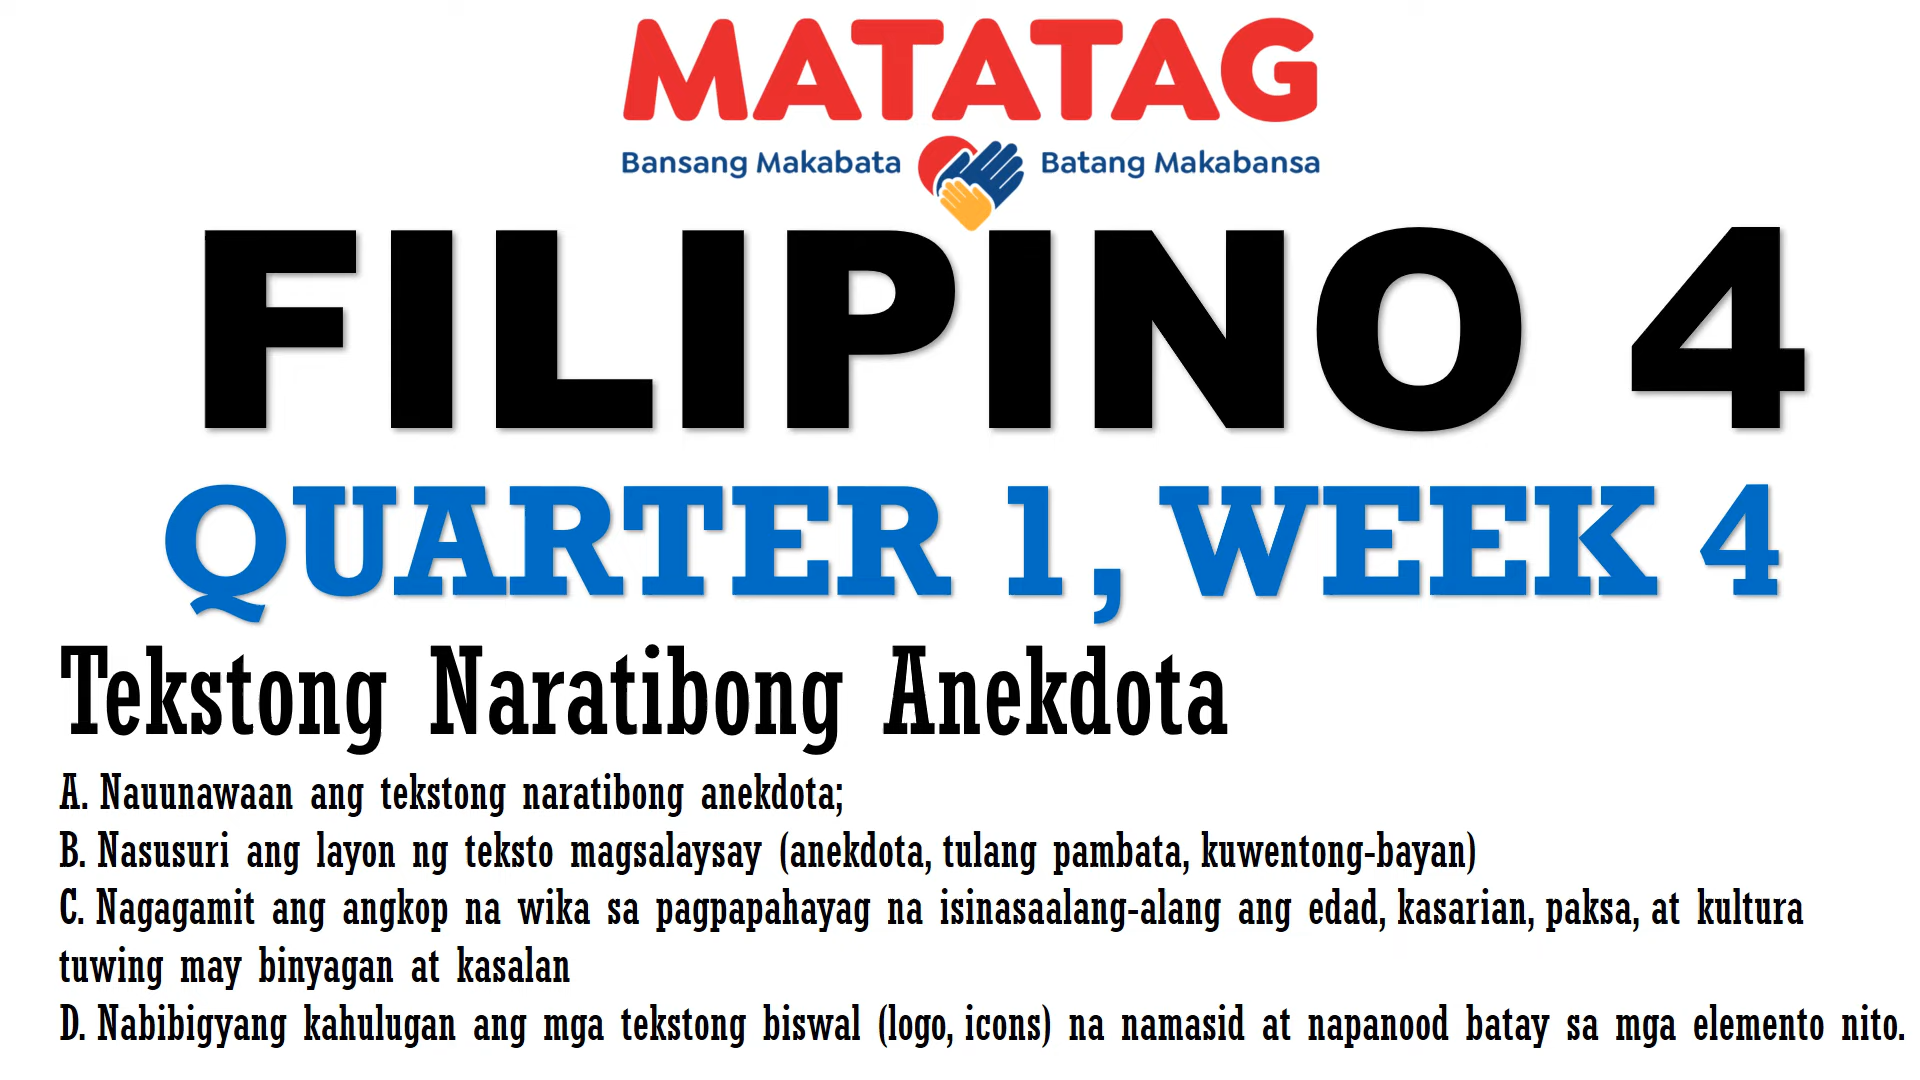 MATATAG
Bansang Makabata Batang Makabansa
FILIPINO 4
QUARTER 1, WEEK 4
Tekstong Naratibong Anekdota
A. Nauunawaan ang tekstong naratibong anekdota;
B. Nasusuri ang layon ng teksto magsalaysay (anekdota, tulang pambata, kuwentong-bayan)
C. Nagagamit ang angkop na wika sa pagpapahayag na isinasaalang-alang ang edad, kasarian, paksa, at kultura
tuwing may binyagan at kasalan
D. Nabibigyang kahulugan ang mga tekstong biswal (logo, icons) na namasid at napanood batay sa mga elemento nito.